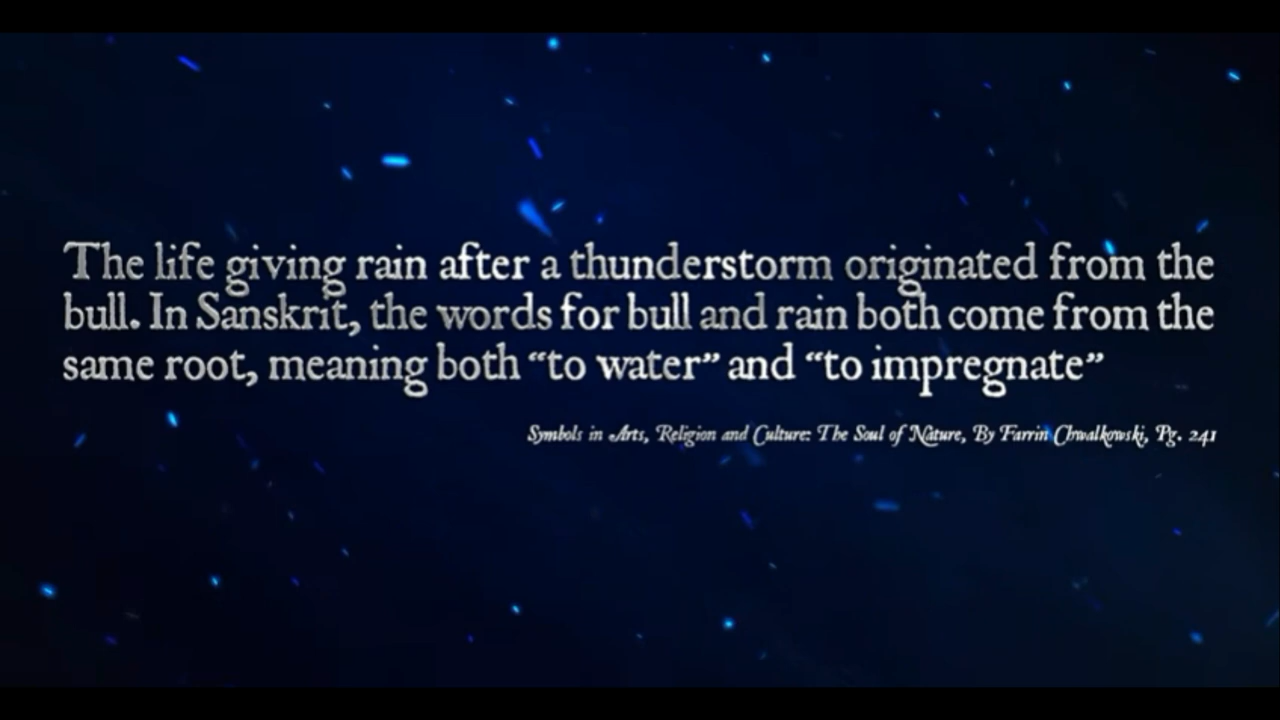 The life giving rain after a thunderstorm originated from the
bull. In Sanskrit, the words for bull and rain both come from the
same root, meaning both “to water” and “to impregnate”
Symbols in Arts, Religion and Culture: The Soul of Nature, By Farrin Chwalkowski, Pg. 241